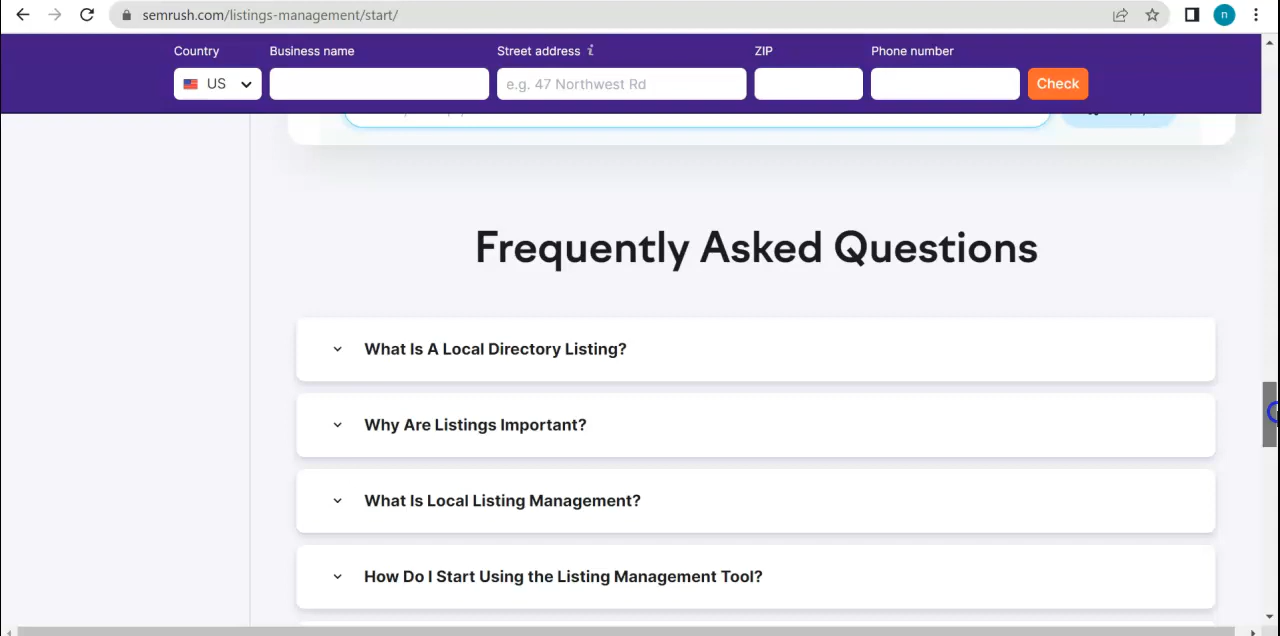 semrush.com/listings-management/start/
n
Country Business name Street address i ZIP Phone number
US e.g. 47 Northwest Rd Check
Frequently Asked Questions
What Is A Local Directory Listing?
Why Are Listings Important?
What Is Local Listing Management?
How Do I Start Using the Listing Management Tool?